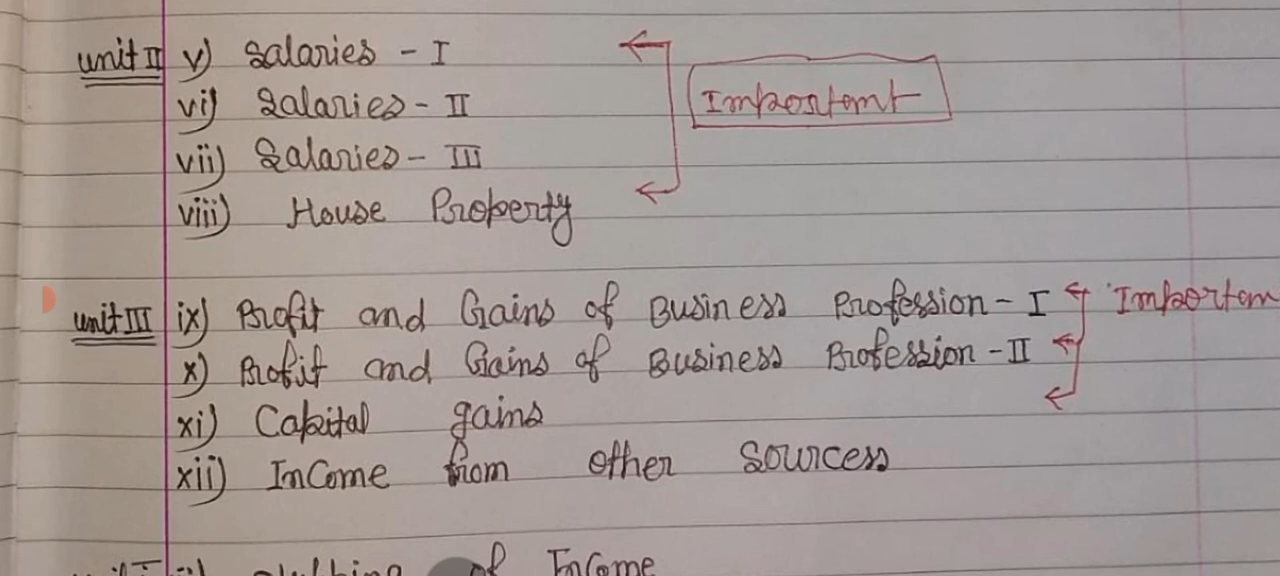 unit II v) Salaries - I
Important
vi) Salaries - II
vii) Salaries - III
viii) House Property
unit III ix) Profit and Gains of Business Profession - I Importan
x) Profit and Gains of Business Profession - II
xi) Capital gains
xii) InCome from other Sources
of InCome